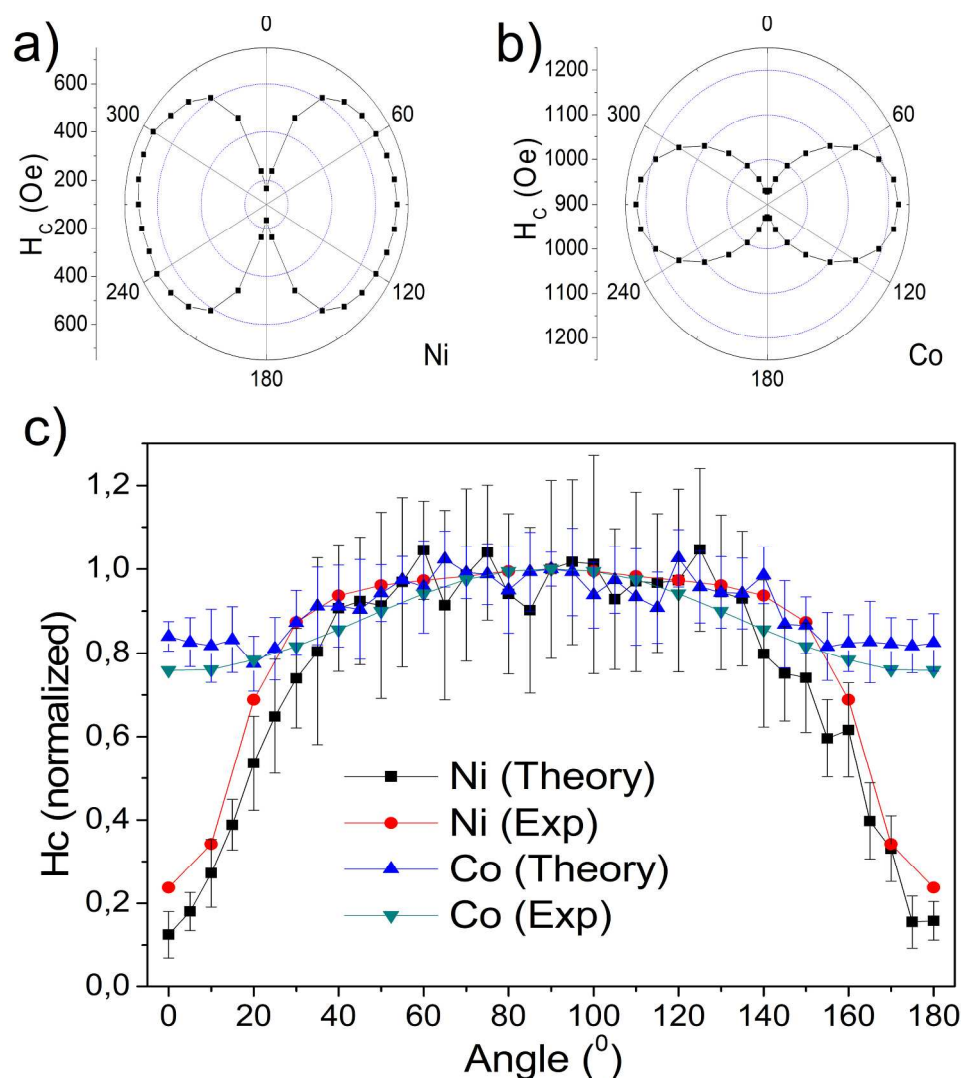 a)
0
600
400
200
200
400
600
H_C (Oe)
300
60
240
120
180
Ni
b)
0
1200
1100
1000
900
1000
1100
1200
H_C (Oe)
300
60
240
120
180
Co
c)
1,2
1,0
0,8
0,6
0,4
0,2
0,0
Hc (normalized)
Ni (Theory)
Ni (Exp)
Co (Theory)
Co (Exp)
0 20 40 60 80 100 120 140 160 180
Angle (⁰)